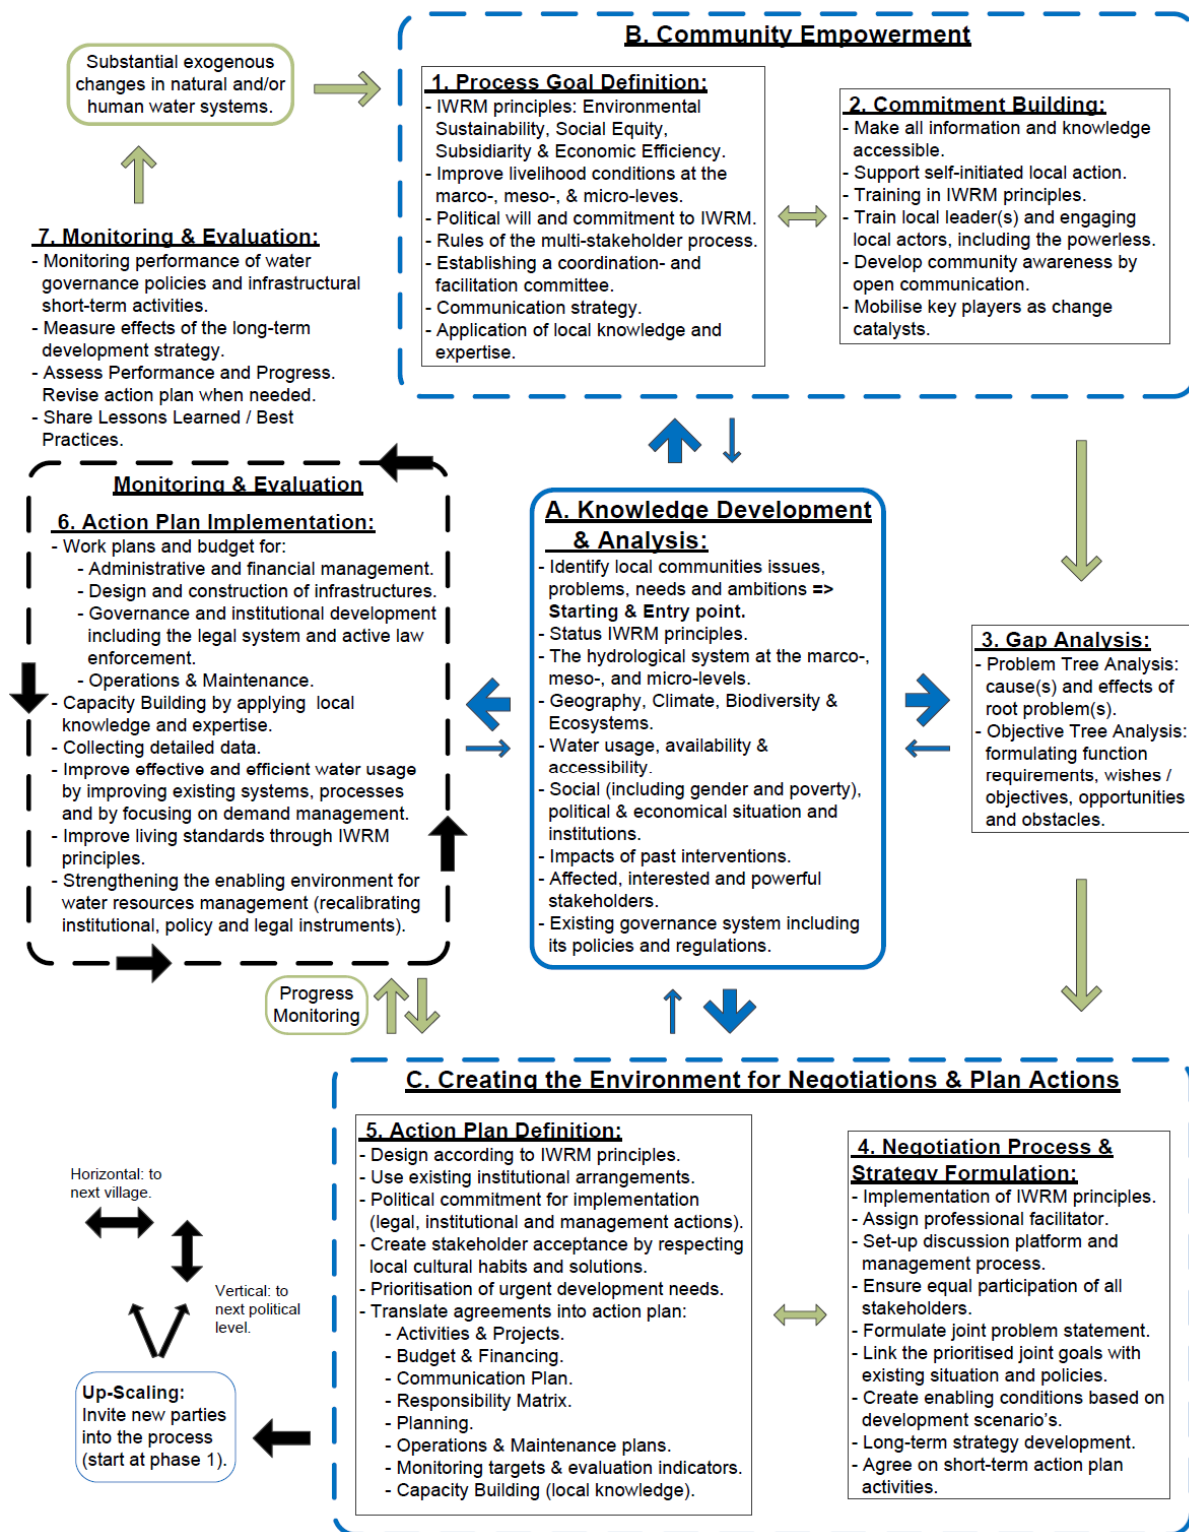 Substantial exogenous
changes in natural and/or
human water systems.
B. Community Empowerment
1. Process Goal Definition:
- IWRM principles: Environmental
Sustainability, Social Equity,
Subsidiarity & Economic Efficiency.
- Improve livelihood conditions at the
marco-, meso-, & micro-leves.
- Political will and commitment to IWRM.
- Rules of the multi-stakeholder process.
- Establishing a coordination- and
facilitation committee.
- Communication strategy.
- Application of local knowledge and
expertise.
2. Commitment Building:
- Make all information and knowledge
accessible.
- Support self-initiated local action.
- Training in IWRM principles.
- Train local leader(s) and engaging
local actors, including the powerless.
- Develop community awareness by
open communication.
- Mobilise key players as change
catalysts.
7. Monitoring & Evaluation:
- Monitoring performance of water
governance policies and infrastructural
short-term activities.
- Measure effects of the long-term
development strategy.
- Assess Performance and Progress.
Revise action plan when needed.
- Share Lessons Learned / Best
Practices.
Monitoring & Evaluation
6. Action Plan Implementation:
- Work plans and budget for:
- Administrative and financial management.
- Design and construction of infrastructures.
- Governance and institutional development
including the legal system and active law
enforcement.
- Operations & Maintenance.
- Capacity Building by applying local
knowledge and expertise.
- Collecting detailed data.
- Improve effective and efficient water usage
by improving existing systems, processes
and by focusing on demand management.
- Improve living standards through IWRM
principles.
- Strengthening the enabling environment for
water resources management (recalibrating
institutional, policy and legal instruments).
A. Knowledge Development
& Analysis:
- Identify local communities issues,
problems, needs and ambitions =>
Starting & Entry point.
- Status IWRM principles.
- The hydrological system at the marco-,
meso-, and micro-levels.
- Geography, Climate, Biodiversity &
Ecosystems.
- Water usage, availability &
accessibility.
- Social (including gender and poverty),
political & economical situation and
institutions.
- Impacts of past interventions.
- Affected, interested and powerful
stakeholders.
- Existing governance system including
its policies and regulations.
3. Gap Analysis:
- Problem Tree Analysis:
cause(s) and effects of
root problem(s).
- Objective Tree Analysis:
formulating function
requirements, wishes /
objectives, opportunities
and obstacles.
Progress
Monitoring
C. Creating the Environment for Negotiations & Plan Actions
5. Action Plan Definition:
- Design according to IWRM principles.
- Use existing institutional arrangements.
- Political commitment for implementation
(legal, institutional and management actions).
- Create stakeholder acceptance by respecting
local cultural habits and solutions.
- Prioritisation of urgent development needs.
- Translate agreements into action plan:
- Activities & Projects.
- Budget & Financing.
- Communication Plan.
- Responsibility Matrix.
- Planning.
- Operations & Maintenance plans.
- Monitoring targets & evaluation indicators.
- Capacity Building (local knowledge).
4. Negotiation Process &
Strategy Formulation:
- Implementation of IWRM principles.
- Assign professional facilitator.
- Set-up discussion platform and
management process.
- Ensure equal participation of all
stakeholders.
- Formulate joint problem statement.
- Link the prioritised joint goals with
existing situation and policies.
- Create enabling conditions based on
development scenario's.
- Long-term strategy development.
- Agree on short-term action plan
activities.
Horizontal: to
next village.
Vertical: to
next political
level.
Up-Scaling:
Invite new parties
into the process
(start at phase 1).